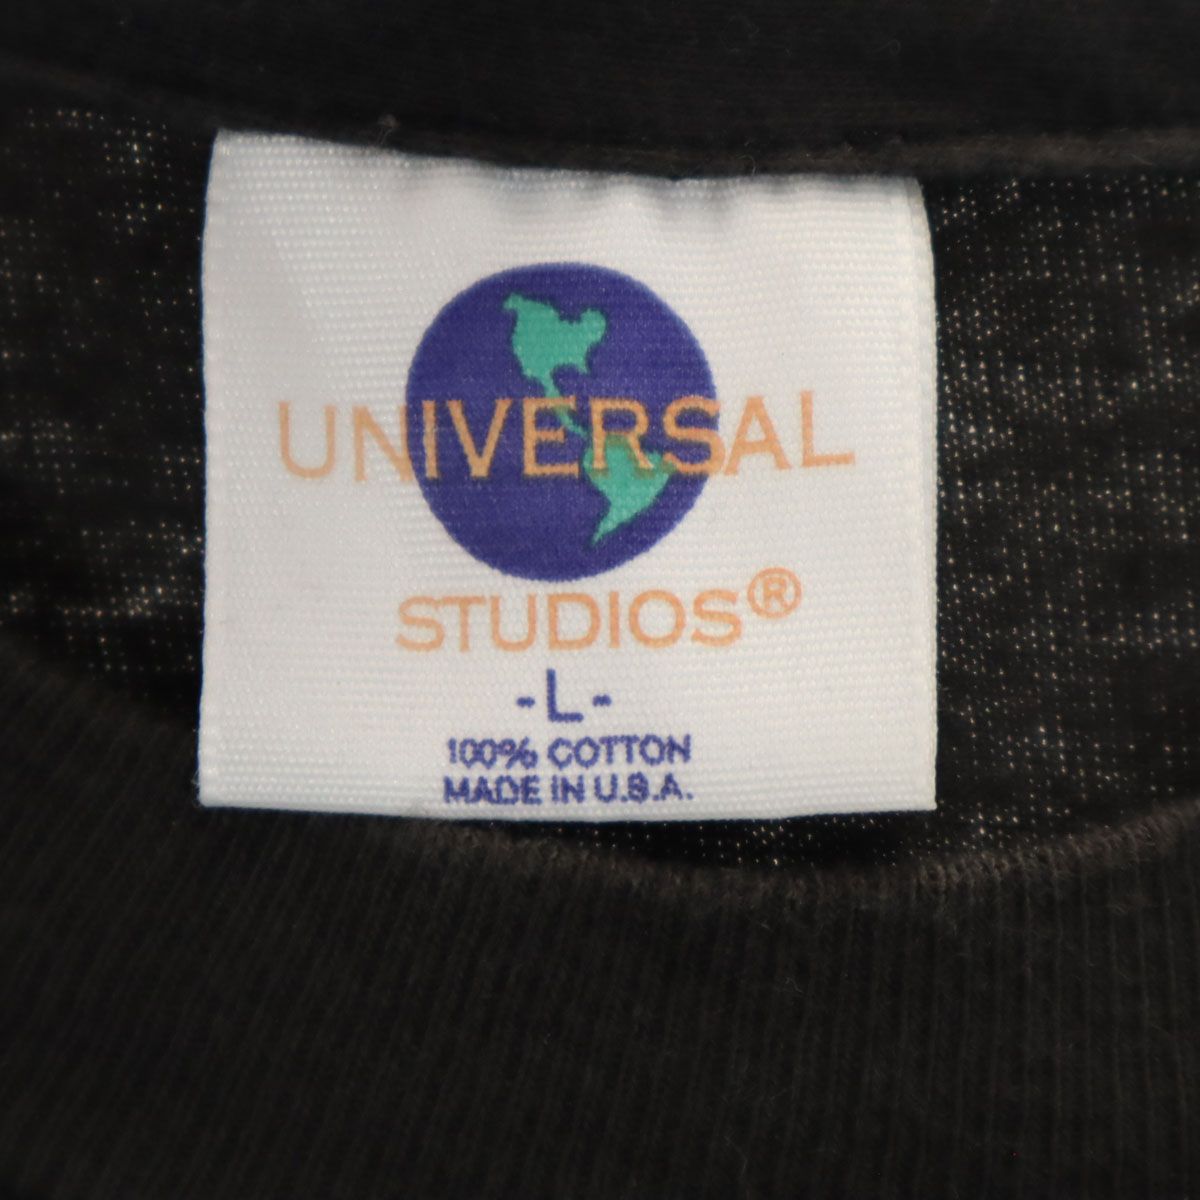 UNIVERSAL
STUDIOS®
- L -
100% COTTON
MADE IN U.S.A.